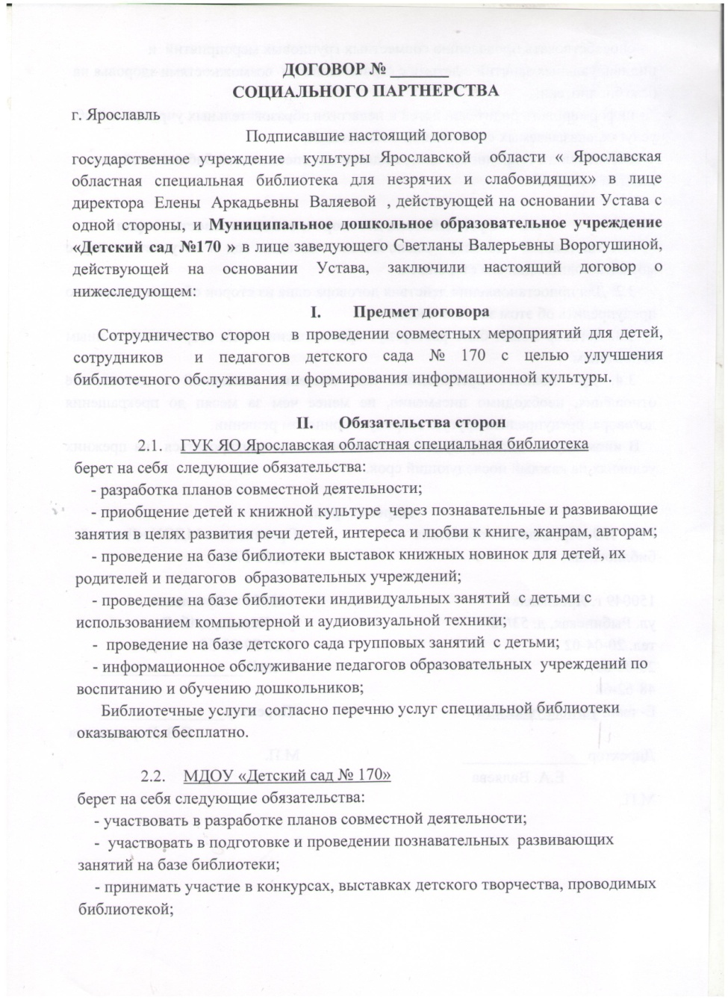 ДОГОВОР № _______
СОЦИАЛЬНОГО ПАРТНЕРСТВА
г. Ярославль
Подписавшие настоящий договор
государственное учреждение культуры Ярославской области « Ярославская
областная специальная библиотека для незрячих и слабовидящих» в лице
директора Елены Аркадьевны Валяевой , действующей на основании Устава с
одной стороны, и Муниципальное дошкольное образовательное учреждение
«Детский сад №170 » в лице заведующего Светланы Валерьевны Ворогушиной,
действующей на основании Устава, заключили настоящий договор о
нижеследующем:
I. Предмет договора
Сотрудничество сторон в проведении совместных мероприятий для детей,
сотрудников и педагогов детского сада № 170 с целью улучшения
библиотечного обслуживания и формирования информационной культуры.
II. Обязательства сторон
2.1. ГУК ЯО Ярославская областная специальная библиотека
берет на себя следующие обязательства:
- разработка планов совместной деятельности;
- приобщение детей к книжной культуре через познавательные и развивающие
занятия в целях развития речи детей, интереса и любви к книге, жанрам, авторам;
- проведение на базе библиотеки выставок книжных новинок для детей, их
родителей и педагогов образовательных учреждений;
- проведение на базе библиотеки индивидуальных занятий с детьми с
использованием компьютерной и аудиовизуальной техники;
- проведение на базе детского сада групповых занятий с детьми;
- информационное обслуживание педагогов образовательных учреждений по
воспитанию и обучению дошкольников;
Библиотечные услуги согласно перечню услуг специальной библиотеки
оказываются бесплатно.
2.2. МДОУ «Детский сад № 170»
берет на себя следующие обязательства:
- участвовать в разработке планов совместной деятельности;
- участвовать в подготовке и проведении познавательных развивающих
занятий на базе библиотеки;
- принимать участие в конкурсах, выставках детского творчества, проводимых
библиотекой;